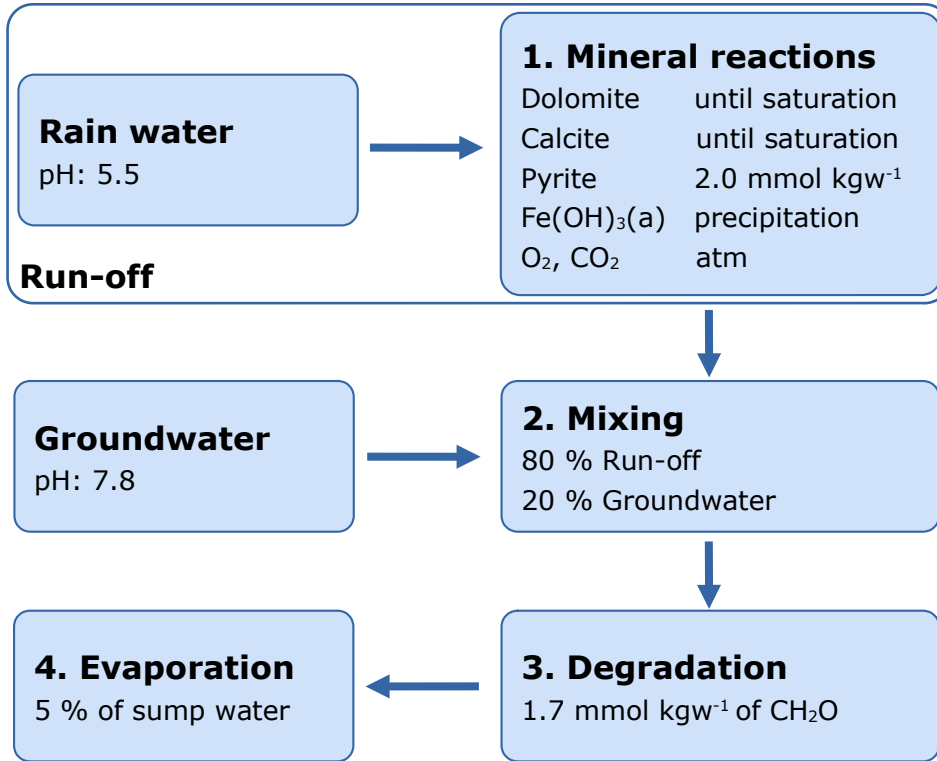 Rain water
pH: 5.5
Run-off
1. Mineral reactions
Dolomite until saturation
Calcite until saturation
Pyrite 2.0 mmol kgw⁻¹
Fe(OH)₃(a) precipitation
O₂, CO₂ atm
Groundwater
pH: 7.8
2. Mixing
80 % Run-off
20 % Groundwater
4. Evaporation
5 % of sump water
3. Degradation
1.7 mmol kgw⁻¹ of CH₂O